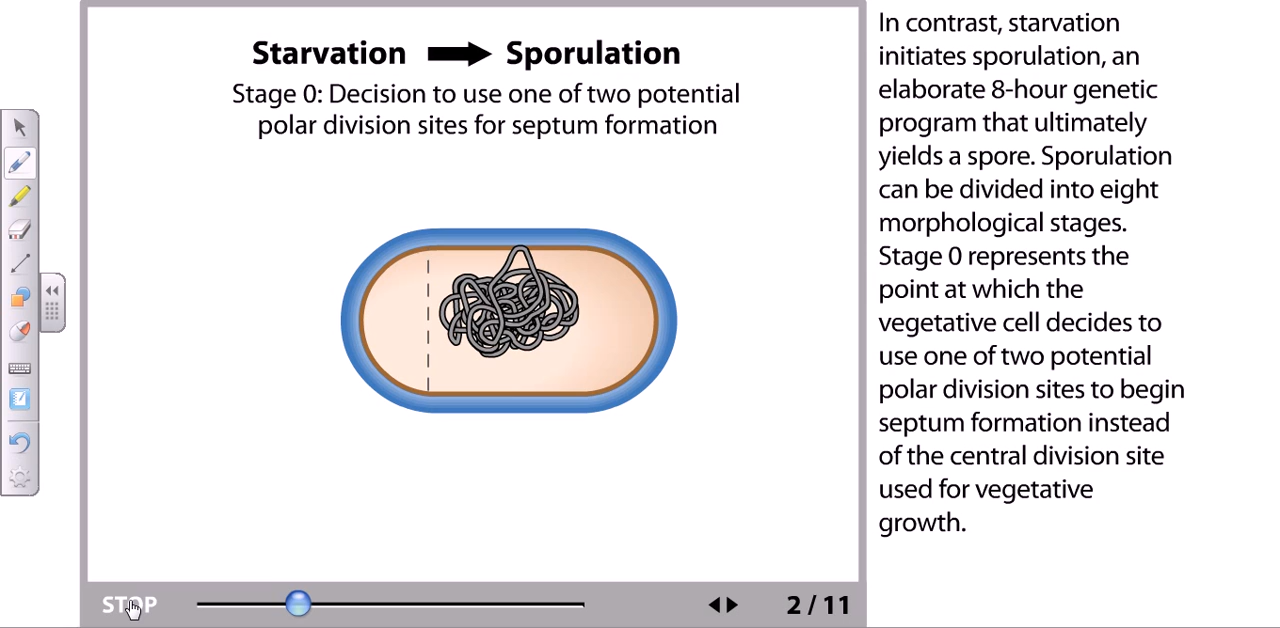 Starvation → Sporulation
Stage 0: Decision to use one of two potential
polar division sites for septum formation
In contrast, starvation
initiates sporulation, an
elaborate 8-hour genetic
program that ultimately
yields a spore. Sporulation
can be divided into eight
morphological stages.
Stage 0 represents the
point at which the
vegetative cell decides to
use one of two potential
polar division sites to begin
septum formation instead
of the central division site
used for vegetative
growth.
STOP
2 / 11